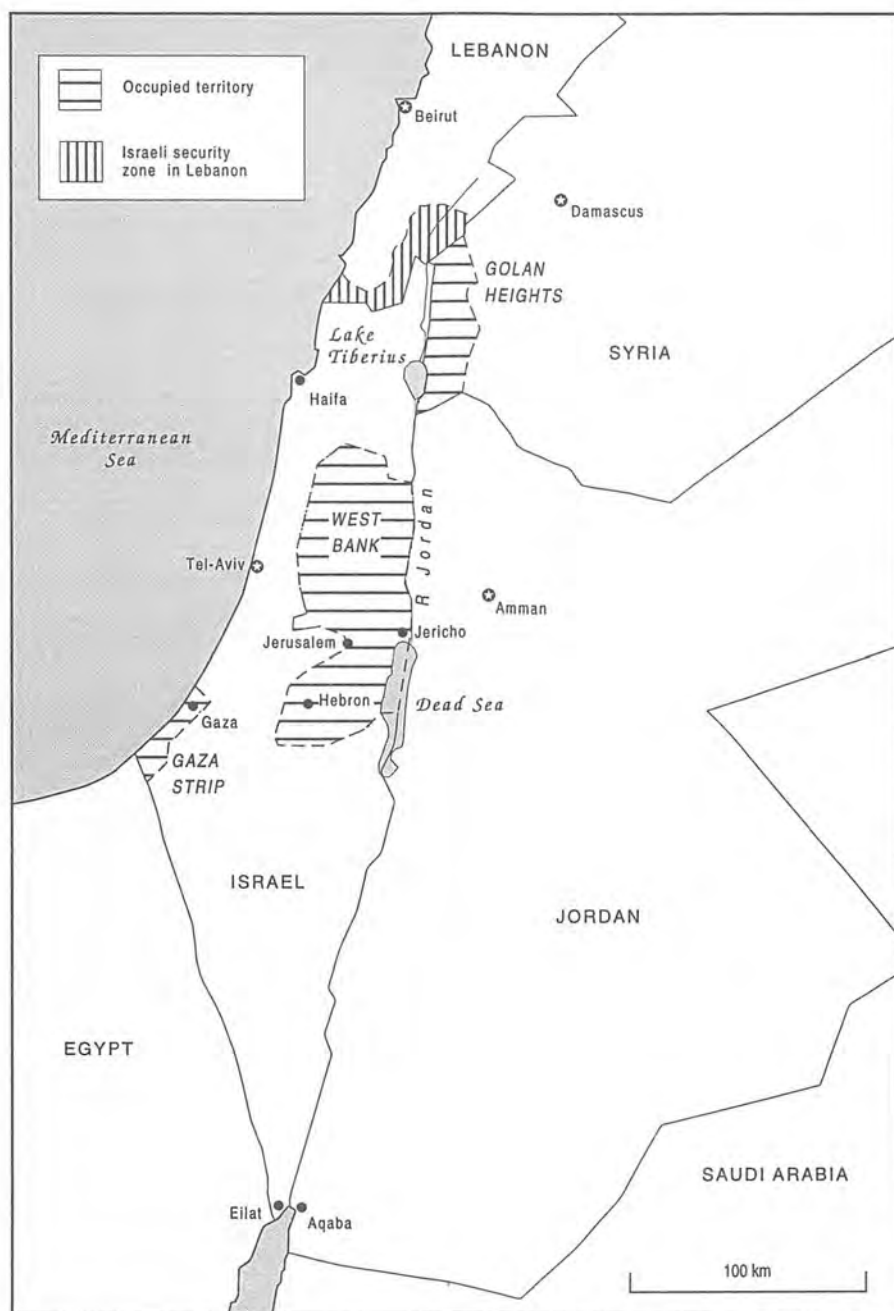 LEBANON
Occupied territory
Beirut
Israeli security
zone in Lebanon
Damascus
GOLAN
HEIGHTS
Lake
Tiberius
SYRIA
Haifa
Mediterranean
Sea
WEST
BANK
R Jordan
Tel-Aviv
Amman
Jericho
Jerusalem
Hebron
Dead Sea
Gaza
GAZA
STRIP
ISRAEL
JORDAN
EGYPT
SAUDI ARABIA
Eilat
Aqaba
100 km